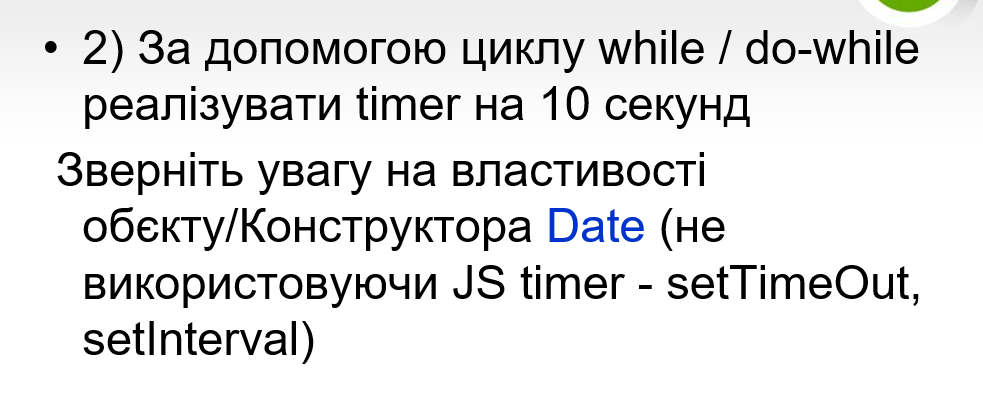 • 2) За допомогою циклу while / do-while
реалізувати timer на 10 секунд
Зверніть увагу на властивості
обєкту/Конструктора Date (не
використовуючи JS timer - setTimeOut,
setInterval)